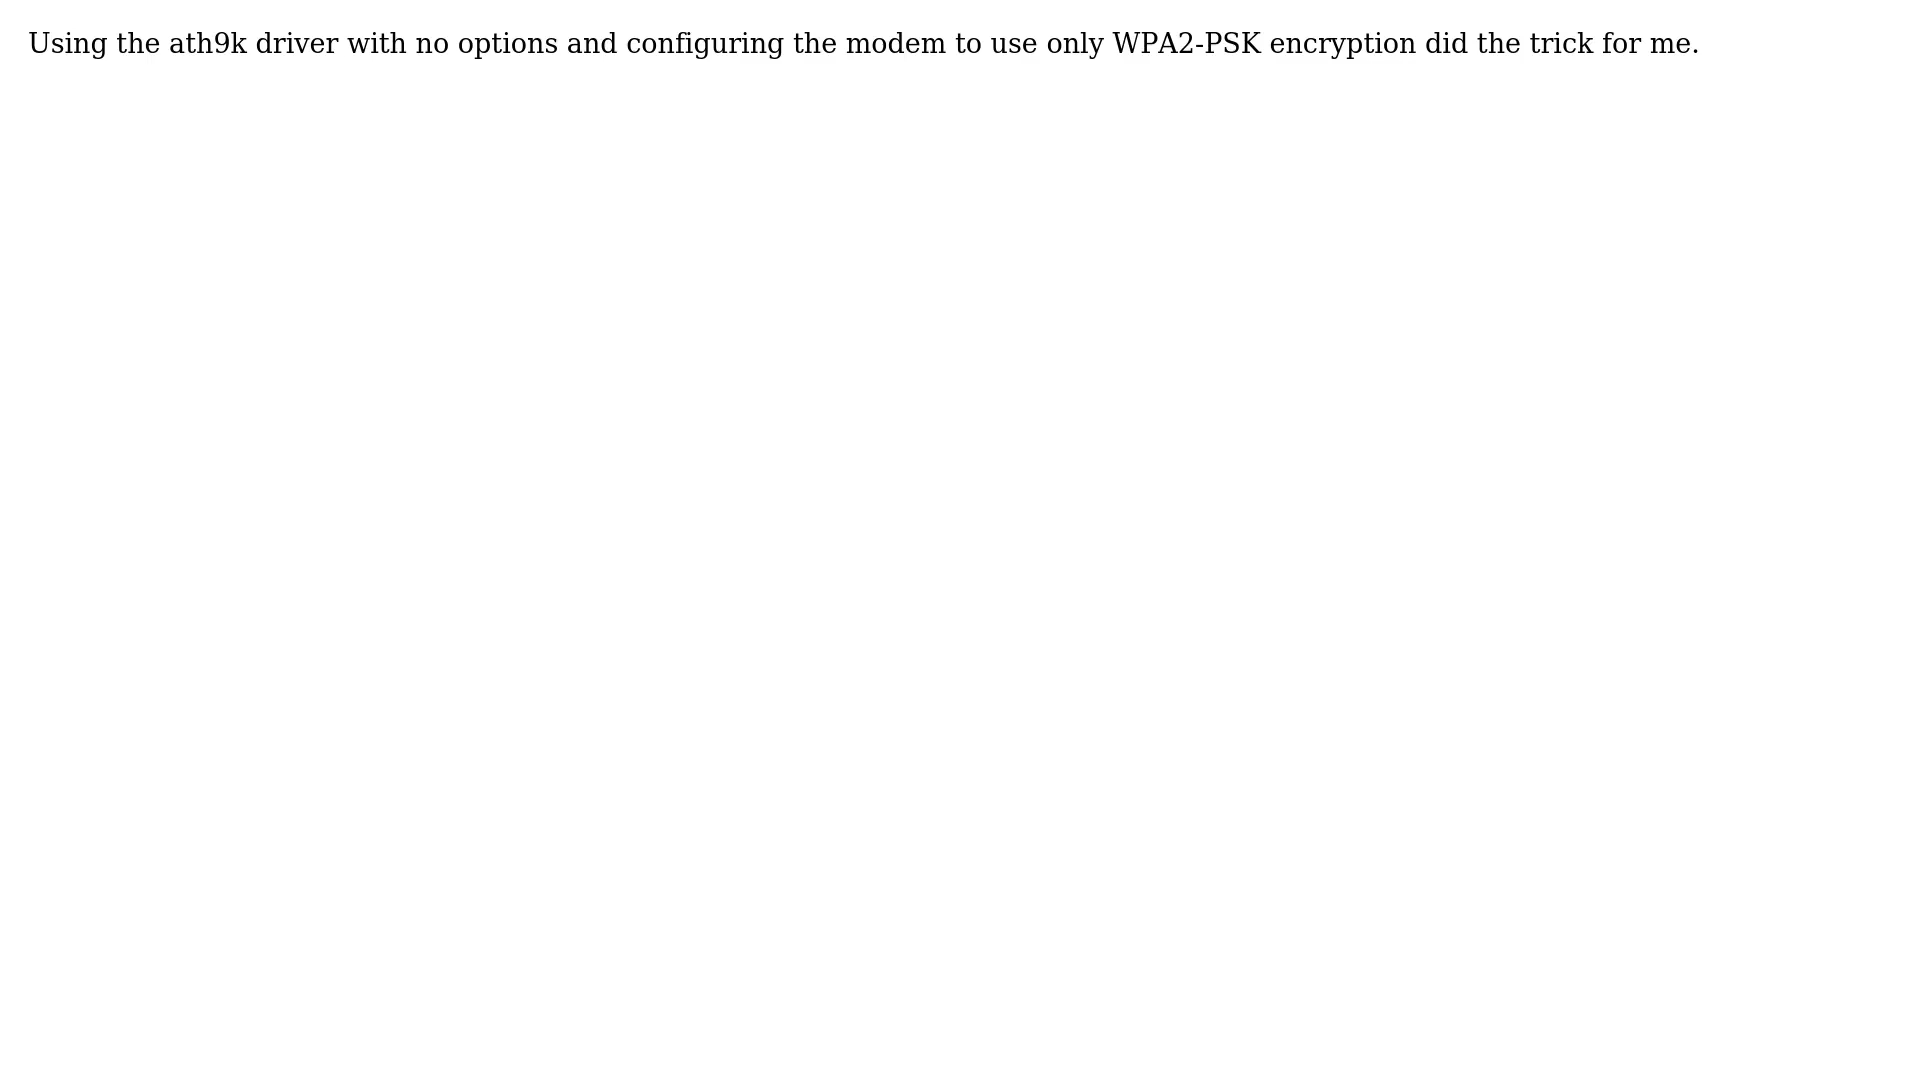 Using the ath9k driver with no options and configuring the modem to use only WPA2-PSK encryption did the trick for me.